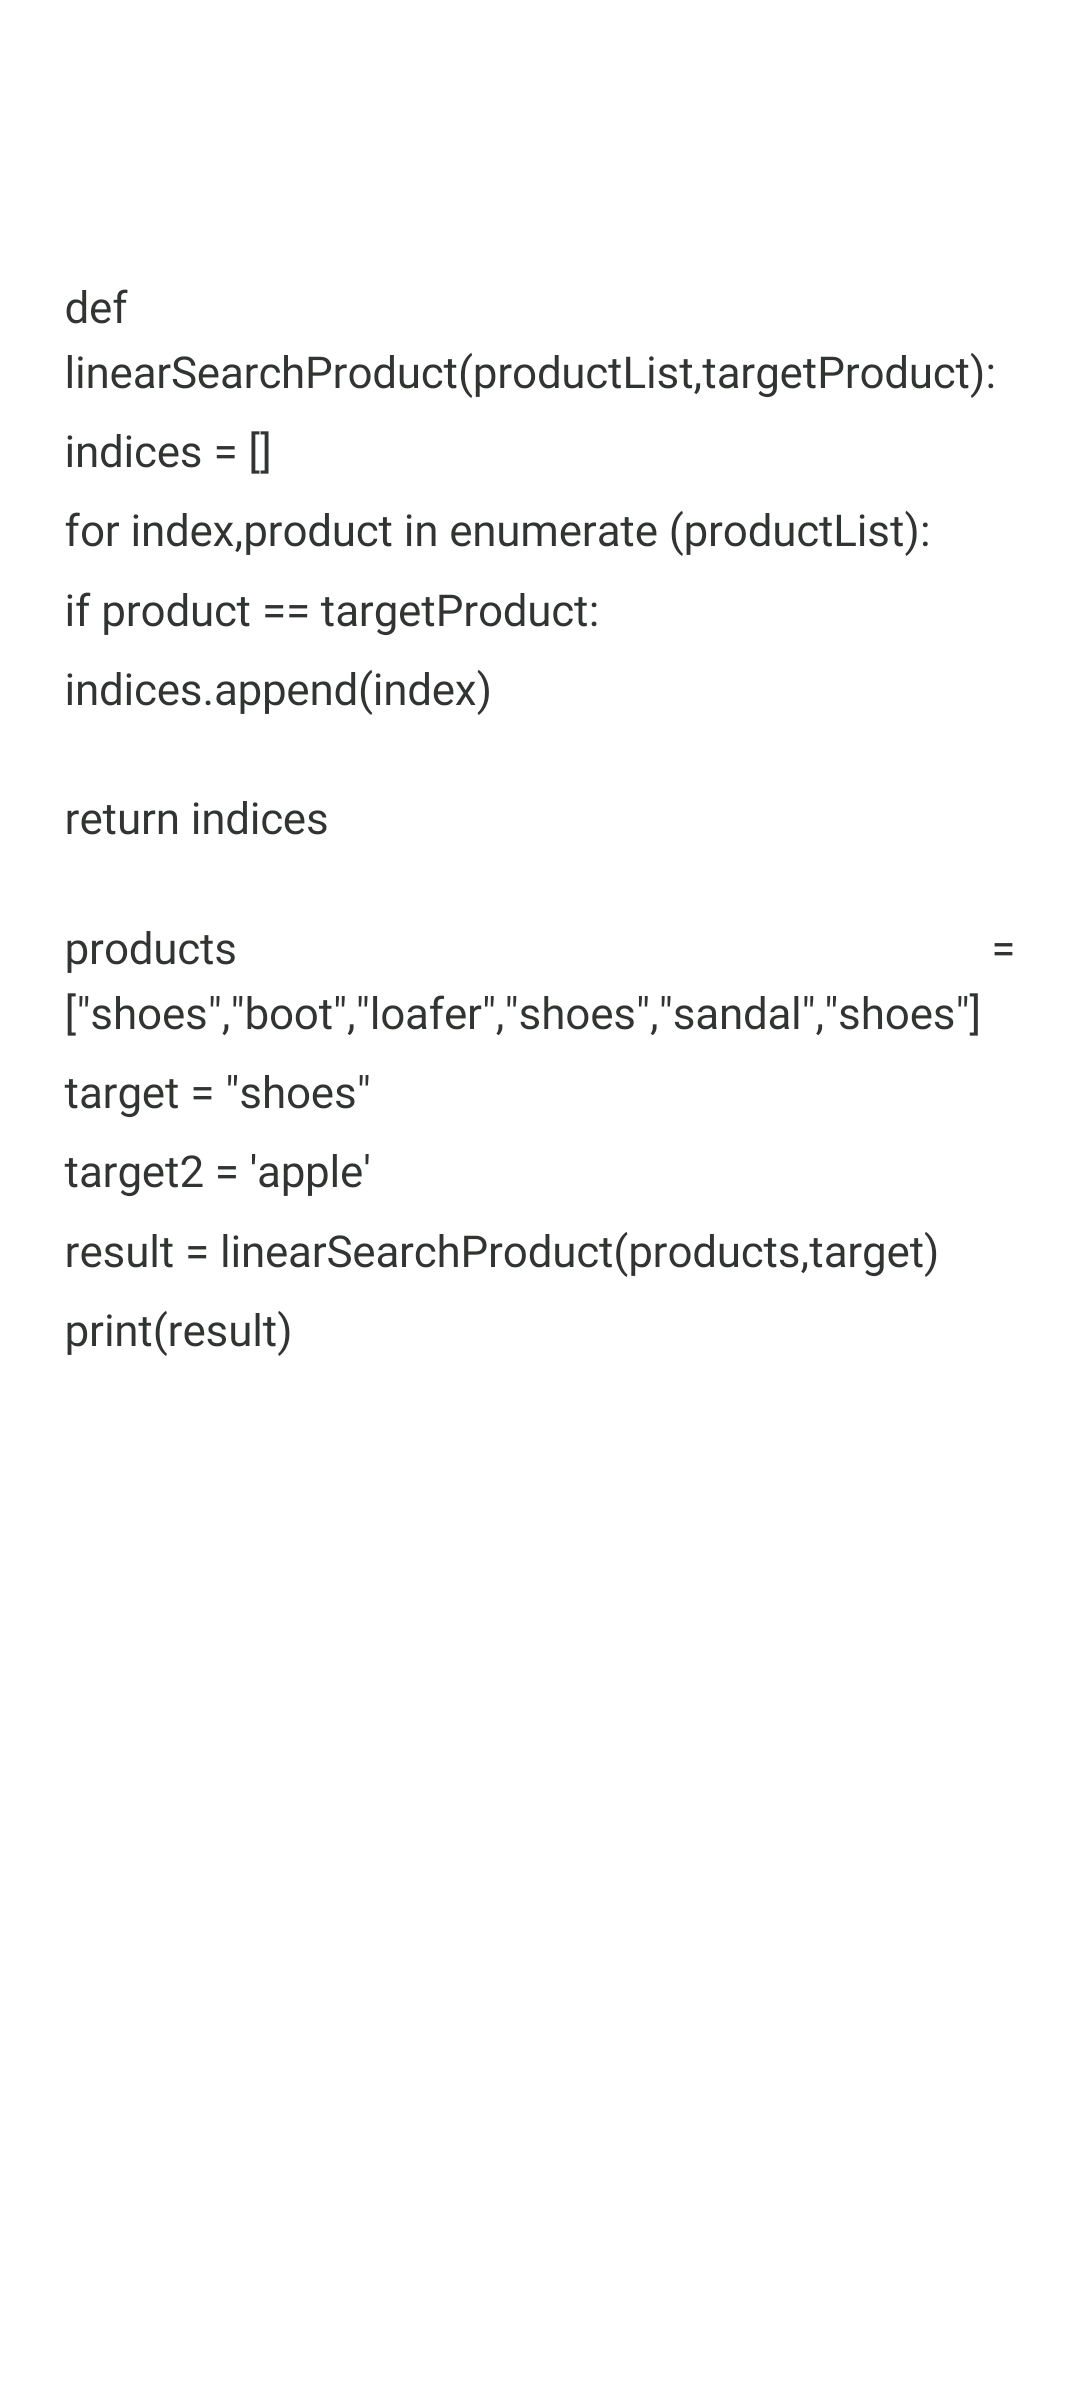 def
linearSearchProduct(productList,targetProduct):
indices = []
for index,product in enumerate (productList):
if product == targetProduct:
indices.append(index)
return indices
products =
["shoes","boot","loafer","shoes","sandal","shoes"]
target = "shoes"
target2 = 'apple'
result = linearSearchProduct(products,target)
print(result)